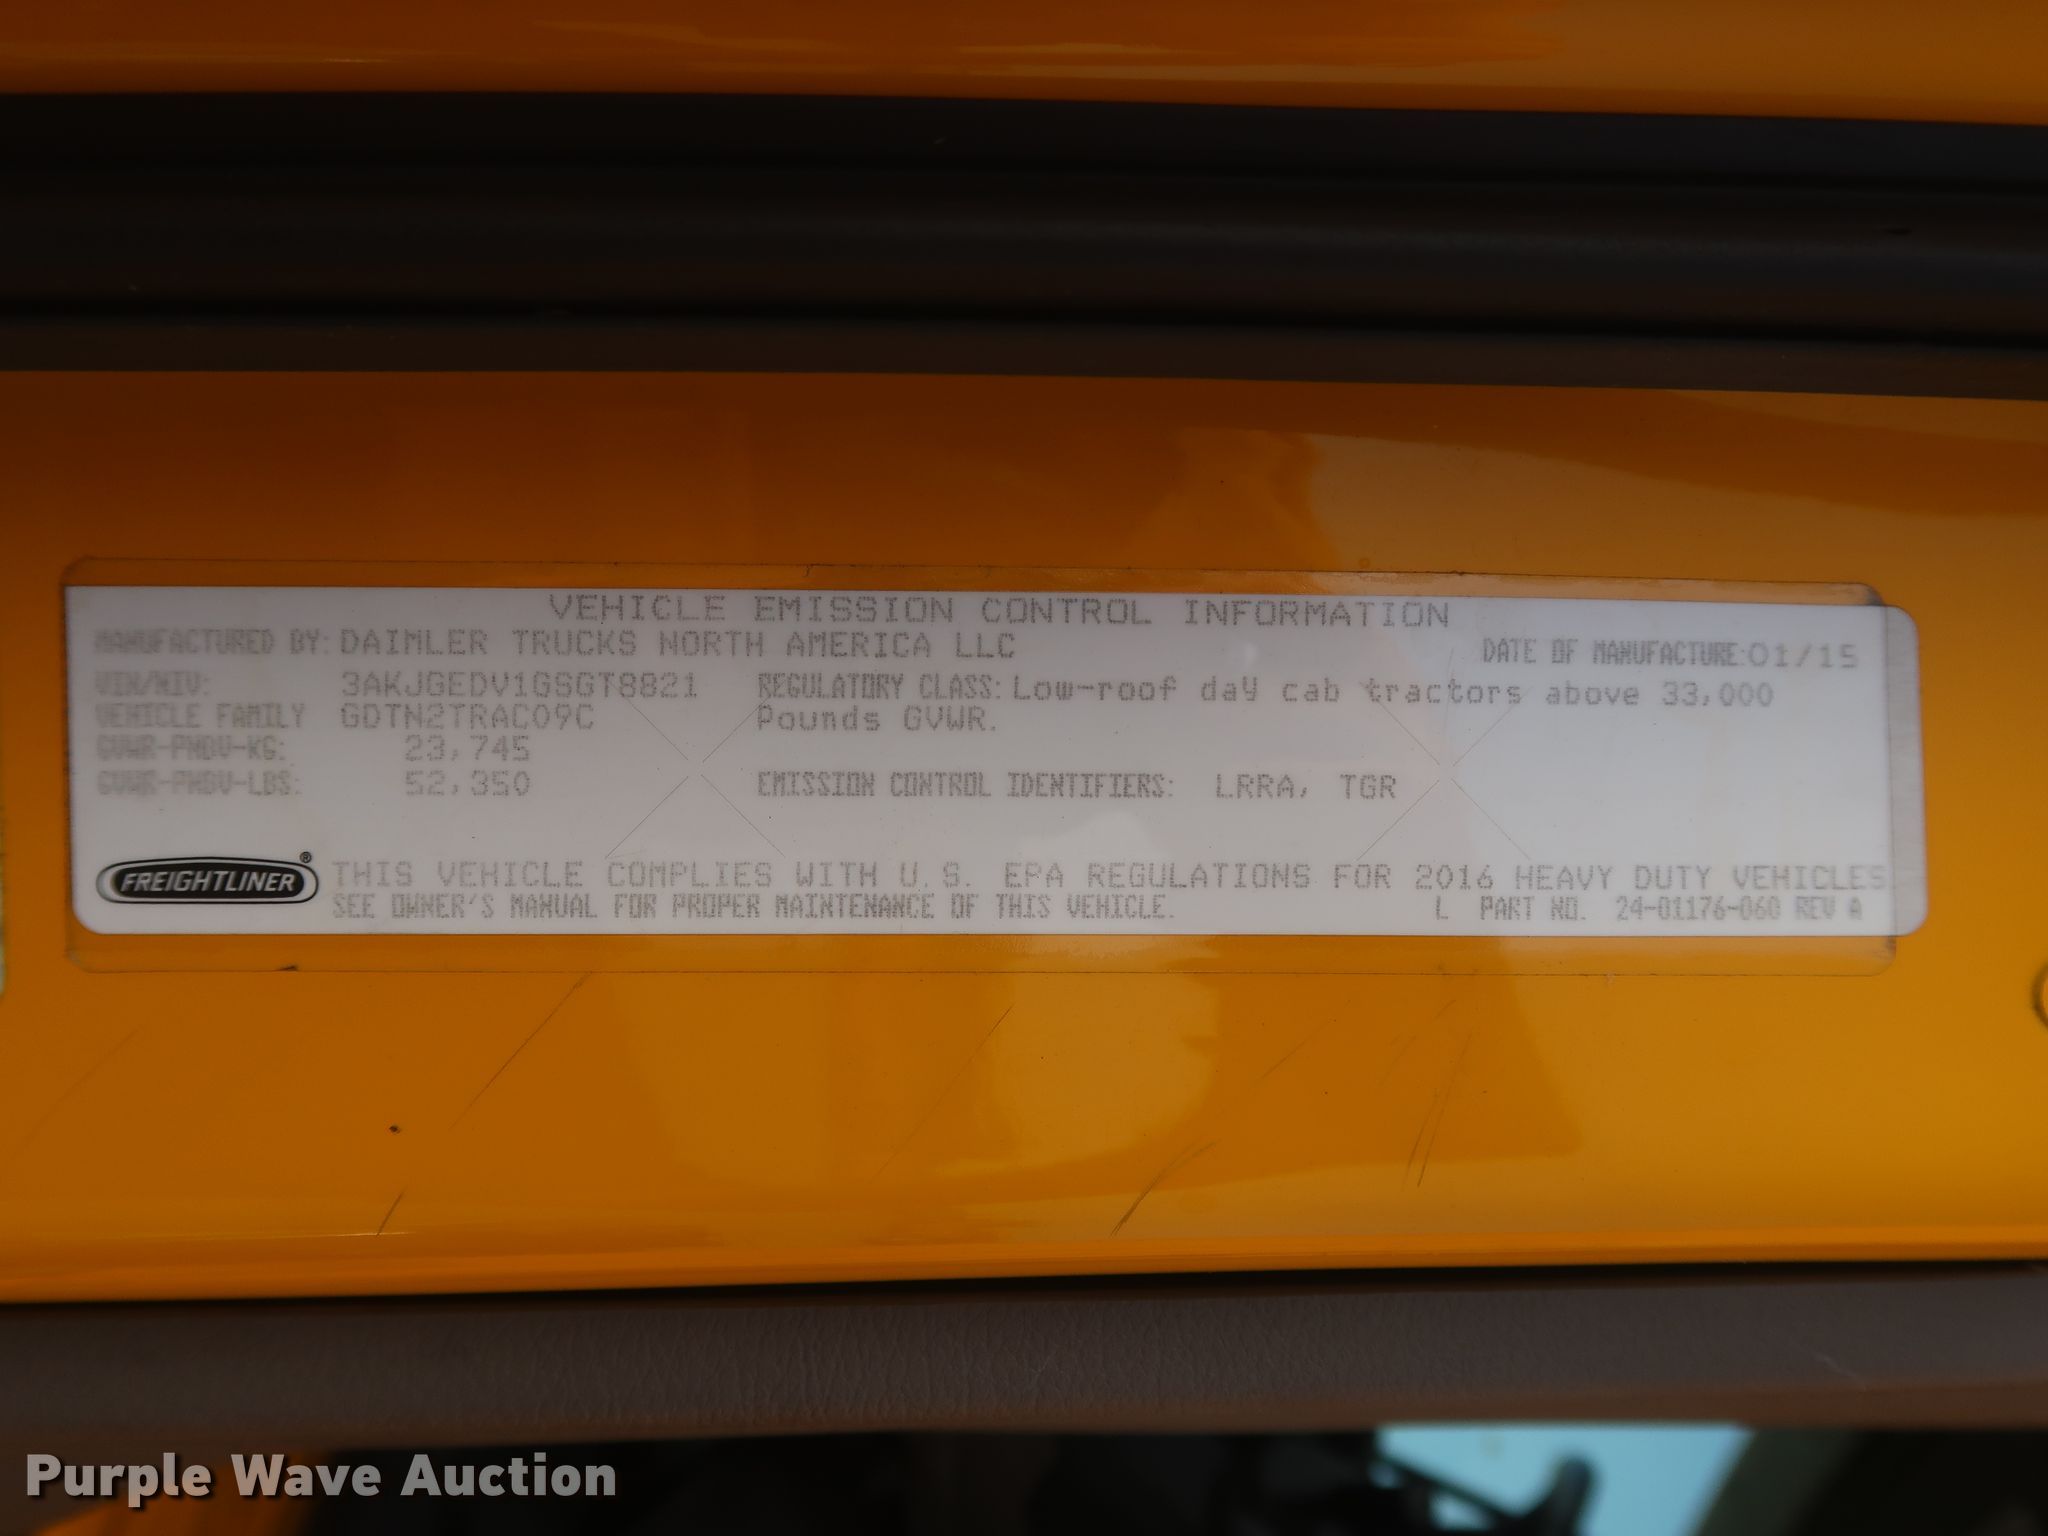 VEHICLE EMISSION CONTROL INFORMATION
MANUFACTURED BY: DAIMLER TRUCKS NORTH AMERICA LLC DATE OF MANUFACTURE: 01/15
VIN/NIV: 3AKJGEDV1GSGT8821 REGULATORY CLASS: Low-roof day cab tractors above 33,000
VEHICLE FAMILY GDTN2TRAC09C Pounds GVWR.
GVWR-PNBV-KG: 23,745
GVWR-PNBV-LBS: 52,350 EMISSION CONTROL IDENTIFIERS: LRRA, TGR
FREIGHTLINER® THIS VEHICLE COMPLIES WITH U.S. EPA REGULATIONS FOR 2016 HEAVY DUTY VEHICLES
SEE OWNER'S MANUAL FOR PROPER MAINTENANCE OF THIS VEHICLE. L PART NO. 24-01176-060 REV A
Purple Wave Auction